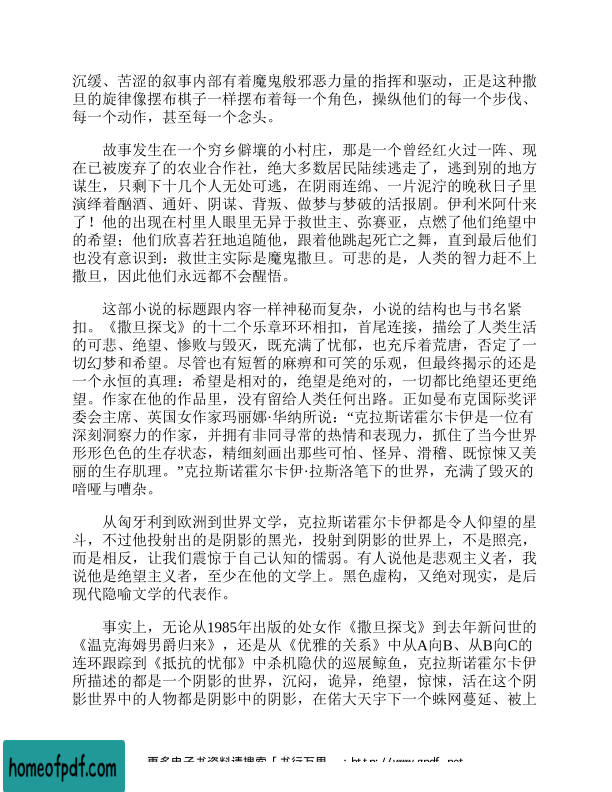 沉缓、苦涩的叙事内部有着魔鬼般邪恶力量的指挥和驱动，正是这种撒
旦的旋律像摆布棋子一样摆布着每一个角色，操纵他们的每一个步伐、
每一个动作，甚至每一个念头。
故事发生在一个穷乡僻壤的小村庄，那是一个曾经红火过一阵、现
在已被废弃了的农业合作社，绝大多数居民陆续逃走了，逃到别的地方
谋生，只剩下十几个人无处可逃，在阴雨连绵、一片泥泞的晚秋日子里
演绎着酗酒、通奸、阴谋、背叛、做梦与梦破的活报剧。伊利米阿什来
了！他的出现在村里人眼里无异于救世主、弥赛亚，点燃了他们绝望中
的希望；他们欣喜若狂地追随他，跟着他跳起死亡之舞，直到最后他们
也没有意识到：救世主实际是魔鬼撒旦。可悲的是，人类的智力赶不上
撒旦，因此他们永远都不会醒悟。
这部小说的标题跟内容一样神秘而复杂，小说的结构也与书名紧
扣。《撒旦探戈》的十二个乐章环环相扣，首尾连接，描绘了人类生活
的可悲、绝望、惨败与毁灭，既充满了忧郁，也充斥着荒唐，否定了一
切幻梦和希望。尽管也有短暂的麻痹和可笑的乐观，但最终揭示的还是
一个永恒的真理：希望是相对的，绝望是绝对的，一切都比绝望还更绝
望。作家在他的作品里，没有留给人类任何出路。正如曼布克国际奖评
委会主席、英国女作家玛丽娜·华纳所说：“克拉斯诺霍尔卡伊是一位有
深刻洞察力的作家，并拥有非同寻常的热情和表现力，抓住了当今世界
形形色色的生存状态，精细刻画出那些可怕、怪异、滑稽、既惊悚又美
丽的生存肌理。”克拉斯诺霍尔卡伊·拉斯洛笔下的世界，充满了毁灭的
喑哑与嘈杂。
从匈牙利到欧洲到世界文学，克拉斯诺霍尔卡伊都是令人仰望的星
斗，不过他投射出的是阴影的黑光，投射到阴影的世界上，不是照亮，
而是相反，让我们震惊于自己认知的懦弱。有人说他是悲观主义者，我
说他是绝望主义者，至少在他的文学上。黑色虚构，又绝对现实，是后
现代隐喻文学的代表作。
事实上，无论从1985年出版的处女作《撒旦探戈》到去年新问世的
《温克海姆男爵归来》，还是从《优雅的关系》中从A向B、从B向C的
连环跟踪到《抵抗的忧郁》中杀机隐伏的巡展鲸鱼，克拉斯诺霍尔卡伊
所描述的都是一个阴影的世界，沉闷，诡异，绝望，惊悚，活在这个阴
影世界中的人物都是阴影中的阴影，在偌大天宇下一个蛛网蔓延、被上
homeofpdf.com